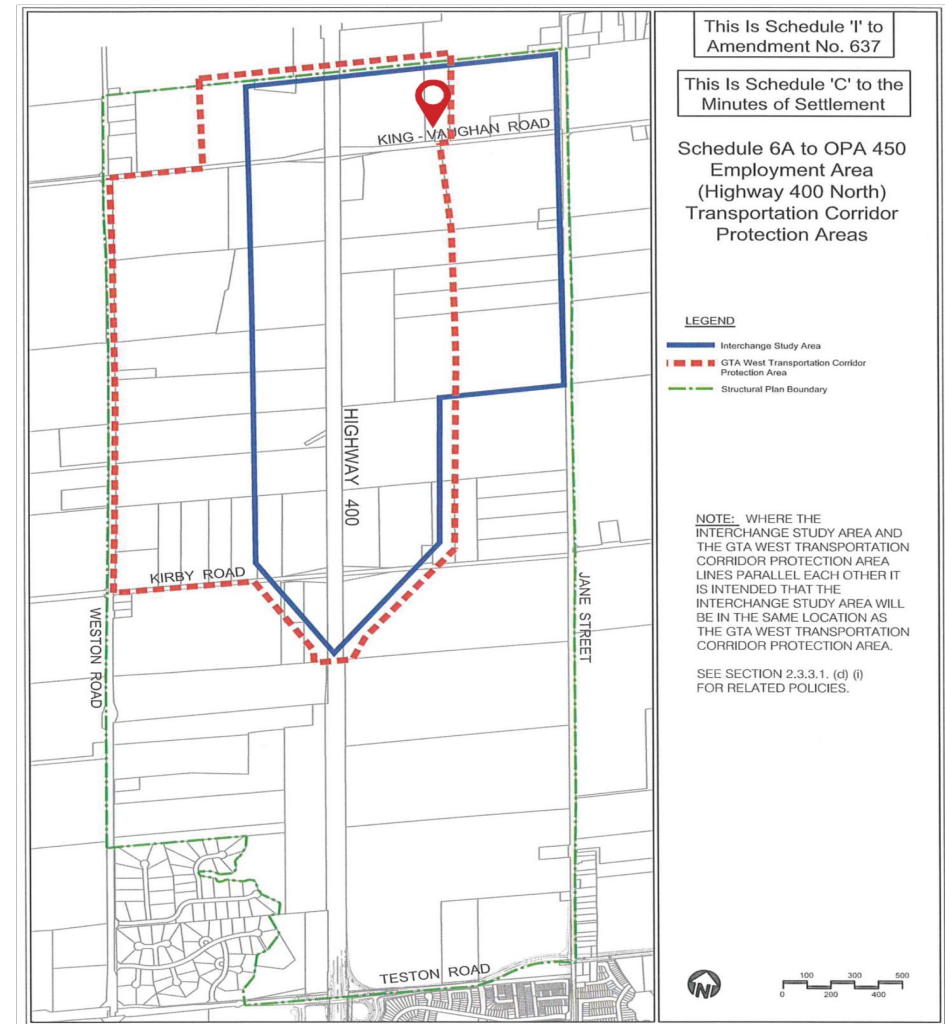 This Is Schedule 'I' to
Amendment No. 637
This Is Schedule 'C' to the
Minutes of Settlement
Schedule 6A to OPA 450
Employment Area
(Highway 400 North)
Transportation Corridor
Protection Areas
LEGEND
Interchange Study Area
GTA West Transportation Corridor
Protection Area
Structural Plan Boundary
NOTE: WHERE THE
INTERCHANGE STUDY AREA AND
THE GTA WEST TRANSPORTATION
CORRIDOR PROTECTION AREA
LINES PARALLEL EACH OTHER IT
IS INTENDED THAT THE
INTERCHANGE STUDY AREA WILL
BE IN THE SAME LOCATION AS
THE GTA WEST TRANSPORTATION
CORRIDOR PROTECTION AREA.
SEE SECTION 2.3.3.1. (d) (i)
FOR RELATED POLICIES.
KING - VAUGHAN ROAD
HIGHWAY 400
KIRBY ROAD
WESTON ROAD
JANE STREET
TESTON ROAD
N
100 300 500
0 200 400